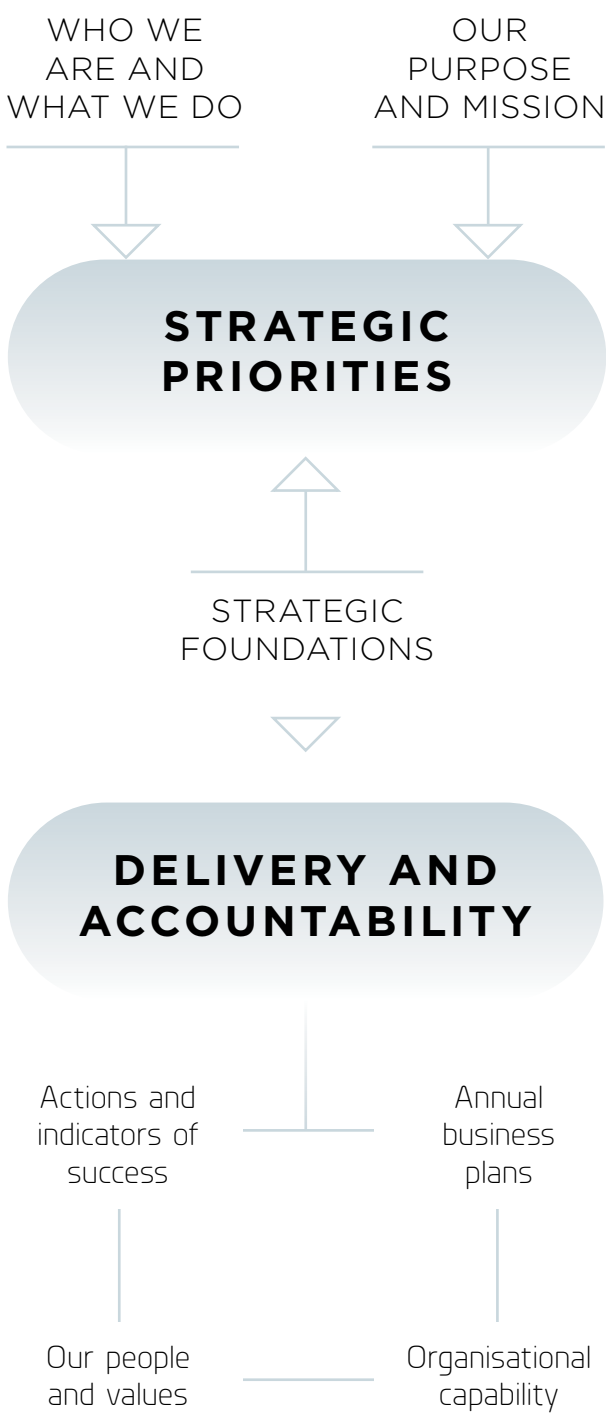 WHO WE
ARE AND
WHAT WE DO
OUR
PURPOSE
AND MISSION
STRATEGIC
PRIORITIES
STRATEGIC
FOUNDATIONS
DELIVERY AND
ACCOUNTABILITY
Actions and
indicators of
success
Annual
business
plans
Our people
and values
Organisational
capability